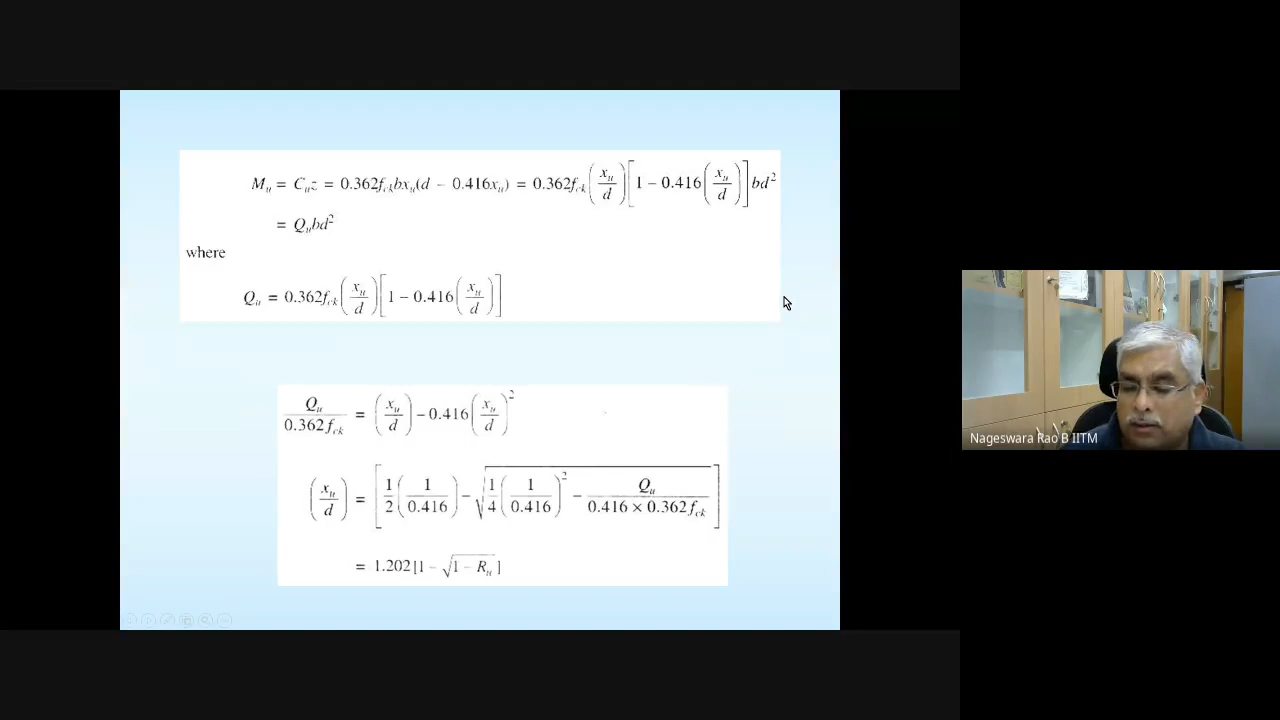 M_u = C_u z = 0.362f_ck bx_u(d − 0.416x_u) = 0.362f_ck (x_u/d) [1 − 0.416 (x_u/d)] bd²
= Q_u bd²
where
Q_u = 0.362f_ck (x_u/d) [1 − 0.416 (x_u/d)]
Q_u/0.362 f_ck = (x_u/d) − 0.416 (x_u/d)²
(x_u/d) = [1/2 (1/0.416) − √(1/4 (1/0.416)² − Q_u/(0.416 × 0.362 f_ck))]
= 1.202 [1 − √(1 − R_u)]
Nageswara Rao B IITM